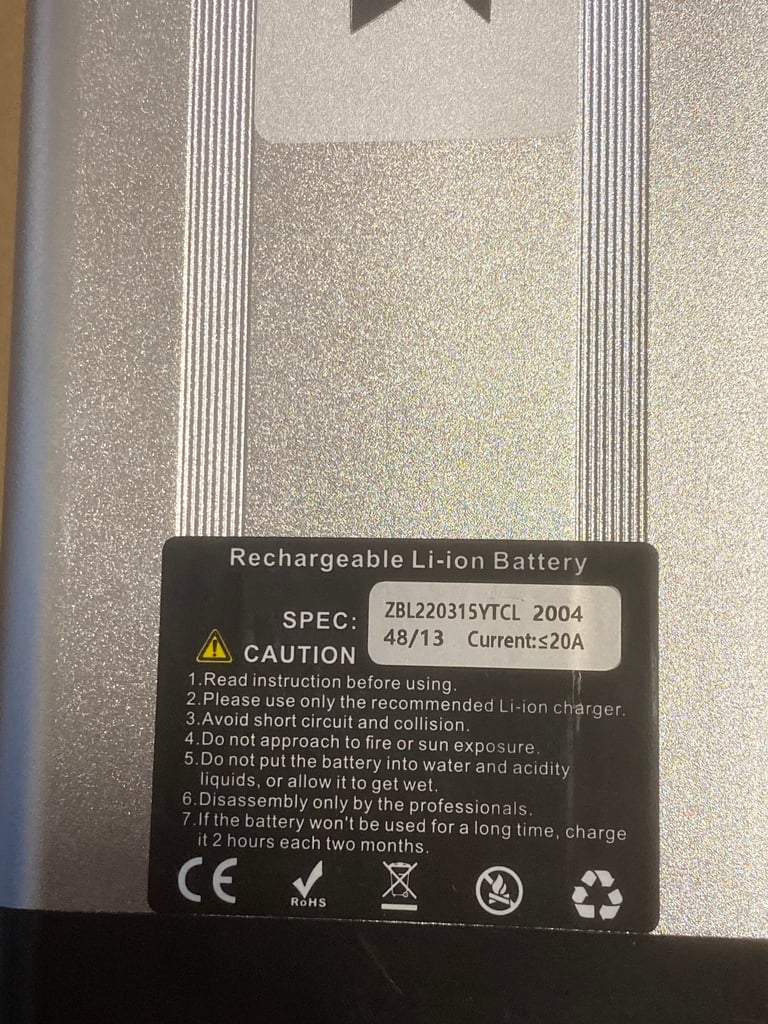 Rechargeable Li-ion Battery
SPEC: ZBL220315YTCL 2004
48/13 Current:≤20A
CAUTION
1.Read instruction before using.
2.Please use only the recommended Li-ion charger.
3.Avoid short circuit and collision.
4.Do not approach to fire or sun exposure.
5.Do not put the battery into water and acidity
liquids, or allow it to get wet.
6.Disassembly only by the professionals.
7.If the battery won't be used for a long time, charge
it 2 hours each two months.
CE
RoHS